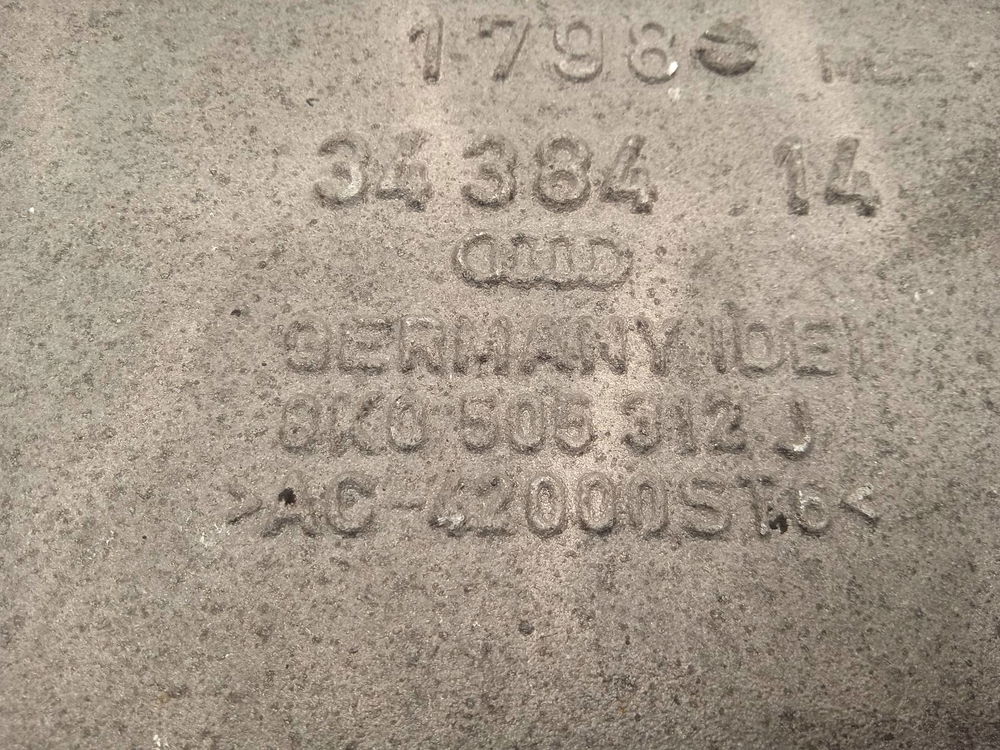 1798
34 384 14
GERMANY (DE)
8K0 505 312 J
>AC-42000ST6<